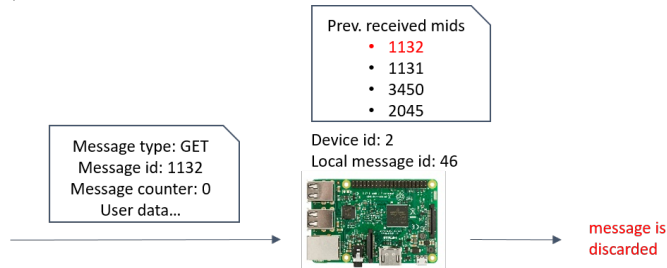 Prev. received mids
• 1132
• 1131
• 3450
• 2045
Message type: GET
Message id: 1132
Message counter: 0
User data...
Device id: 2
Local message id: 46
message is
discarded